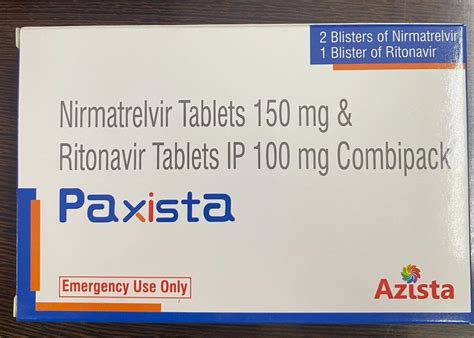 2 Blisters of Nirmatrelvir
1 Blister of Ritonavir
Nirmatrelvir Tablets 150 mg &
Ritonavir Tablets IP 100 mg Combipack
Paxista
Emergency Use Only
Azista